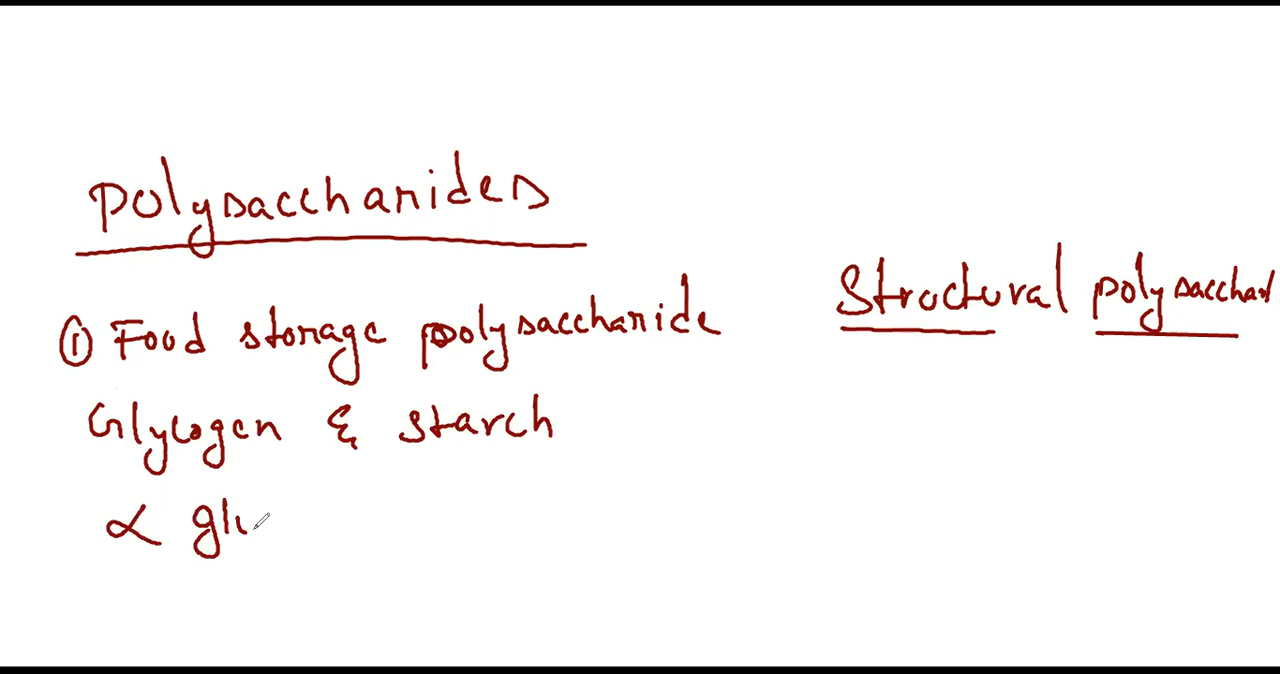 polysaccharides
① Food storage polysaccharide
Glycogen & starch
α glu
Structural polysacchar